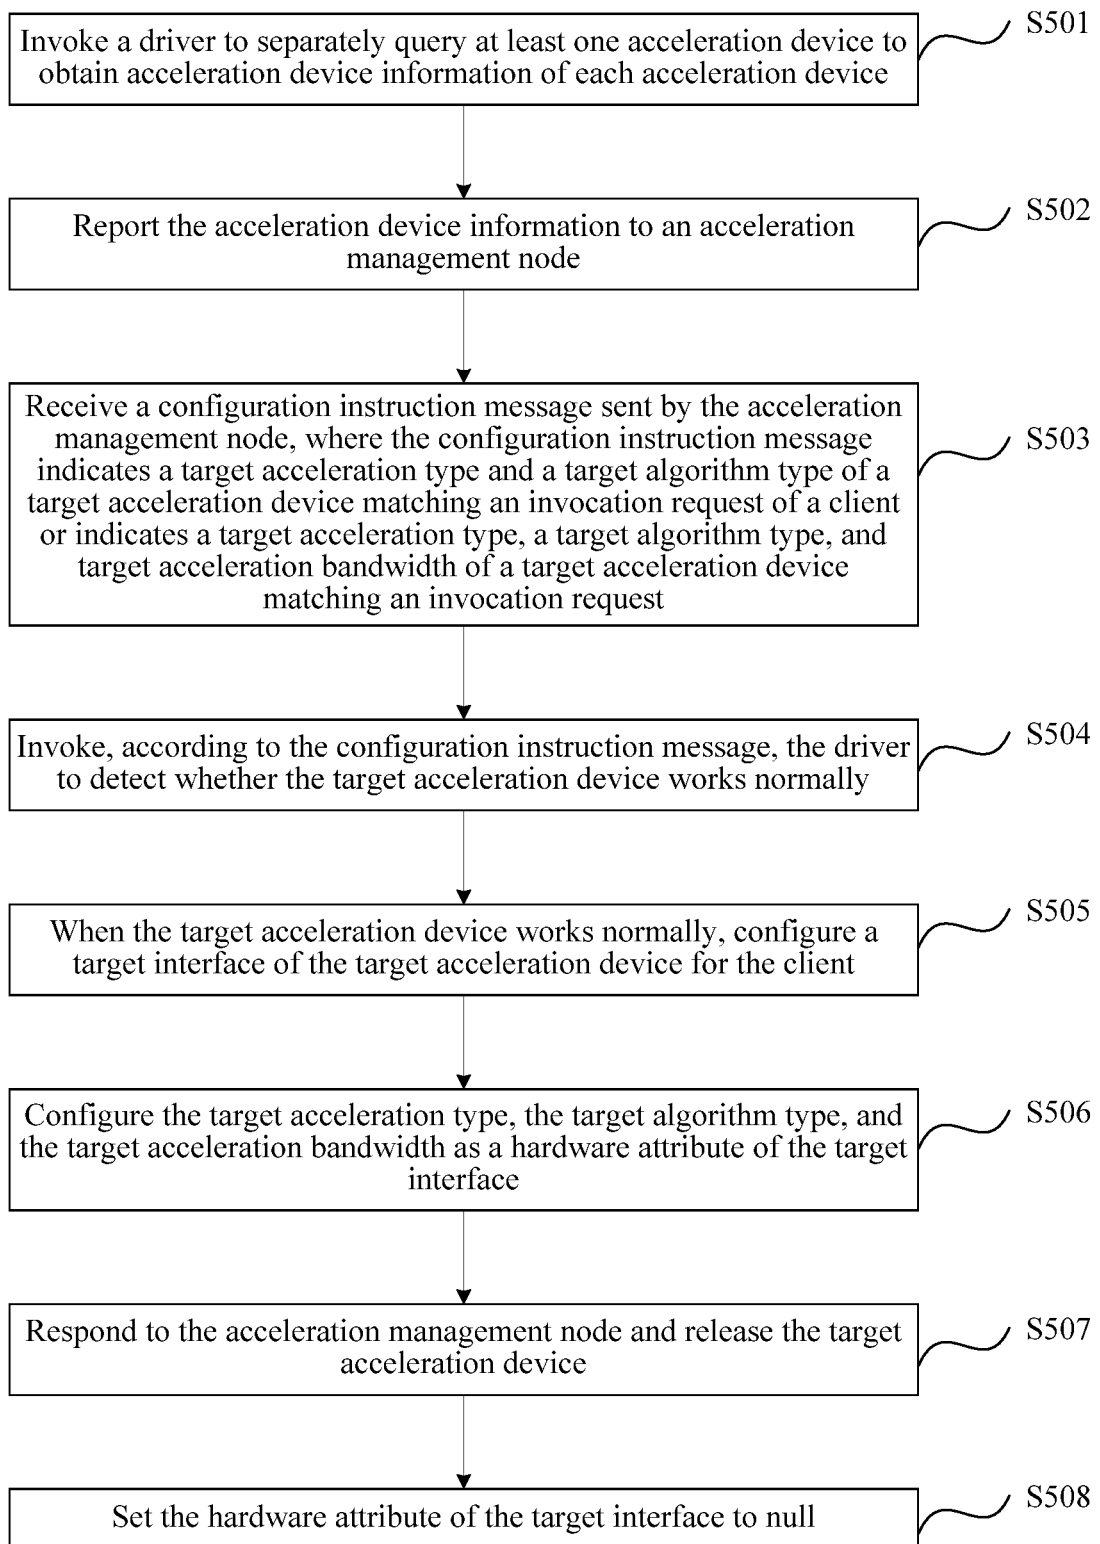 Invoke a driver to separately query at least one acceleration device to
obtain acceleration device information of each acceleration device
S501
Report the acceleration device information to an acceleration
management node
S502
Receive a configuration instruction message sent by the acceleration
management node, where the configuration instruction message
indicates a target acceleration type and a target algorithm type of a
target acceleration device matching an invocation request of a client
or indicates a target acceleration type, a target algorithm type, and
target acceleration bandwidth of a target acceleration device
matching an invocation request
S503
Invoke, according to the configuration instruction message, the driver
to detect whether the target acceleration device works normally
S504
When the target acceleration device works normally, configure a
target interface of the target acceleration device for the client
S505
Configure the target acceleration type, the target algorithm type, and
the target acceleration bandwidth as a hardware attribute of the target
interface
S506
Respond to the acceleration management node and release the target
acceleration device
S507
Set the hardware attribute of the target interface to null
S508